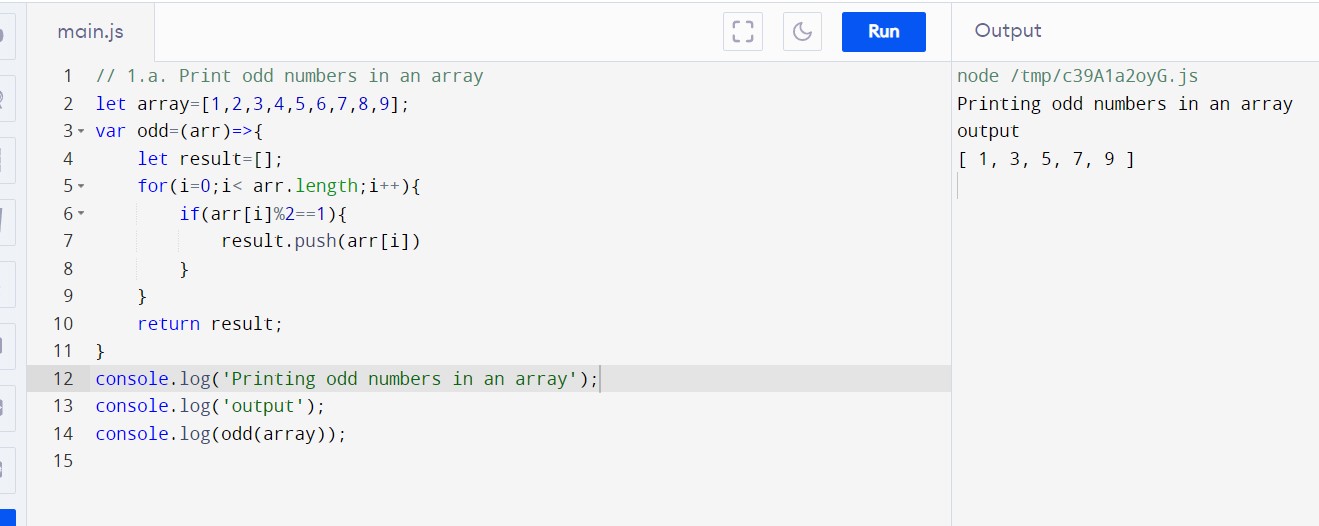 main.js
Run
Output
1 // 1.a. Print odd numbers in an array
2 let array=[1,2,3,4,5,6,7,8,9];
3 var odd=(arr)=>{
4     let result=[];
5     for(i=0;i< arr.length;i++){
6         if(arr[i]%2==1){
7             result.push(arr[i])
8         }
9     }
10     return result;
11 }
12 console.log('Printing odd numbers in an array');
13 console.log('output');
14 console.log(odd(array));
15
node /tmp/c39A1a2oyG.js
Printing odd numbers in an array
output
[ 1, 3, 5, 7, 9 ]